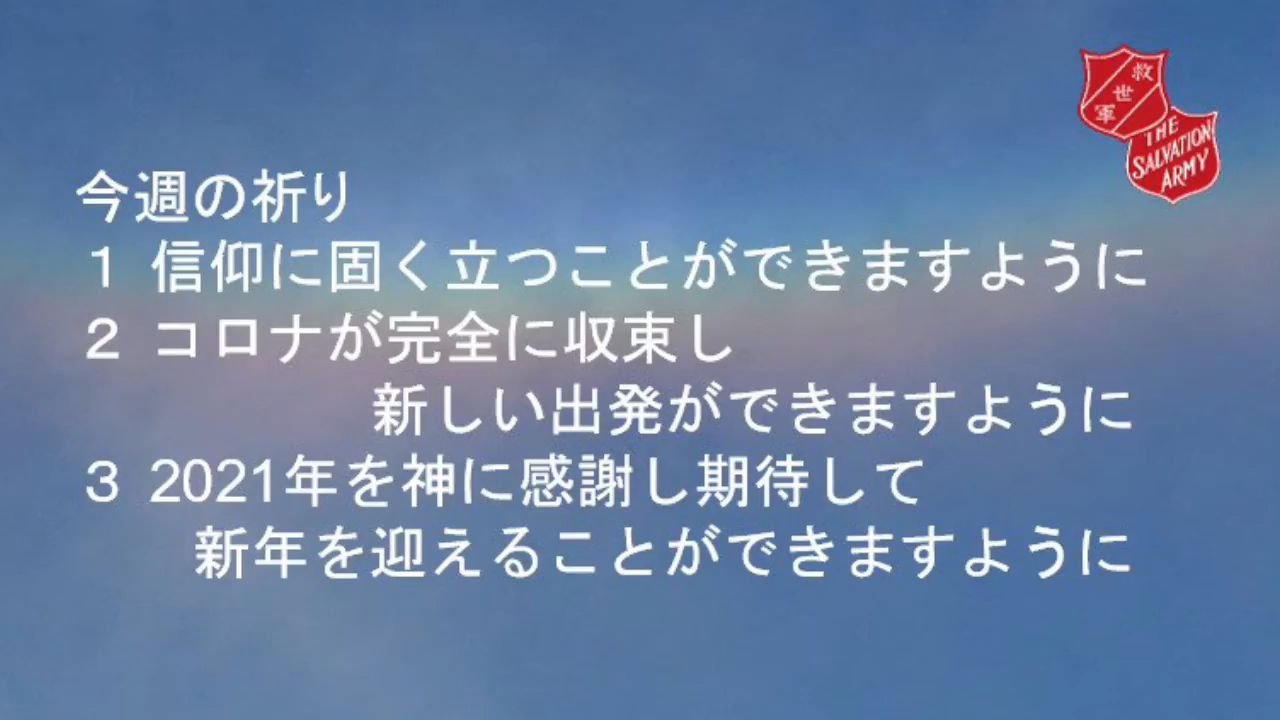 救世軍
THE
SALVATION
ARMY
今週の祈り
１ 信仰に固く立つことができますように
２ コロナが完全に収束し
新しい出発ができますように
３ 2021年を神に感謝し期待して
新年を迎えることができますように